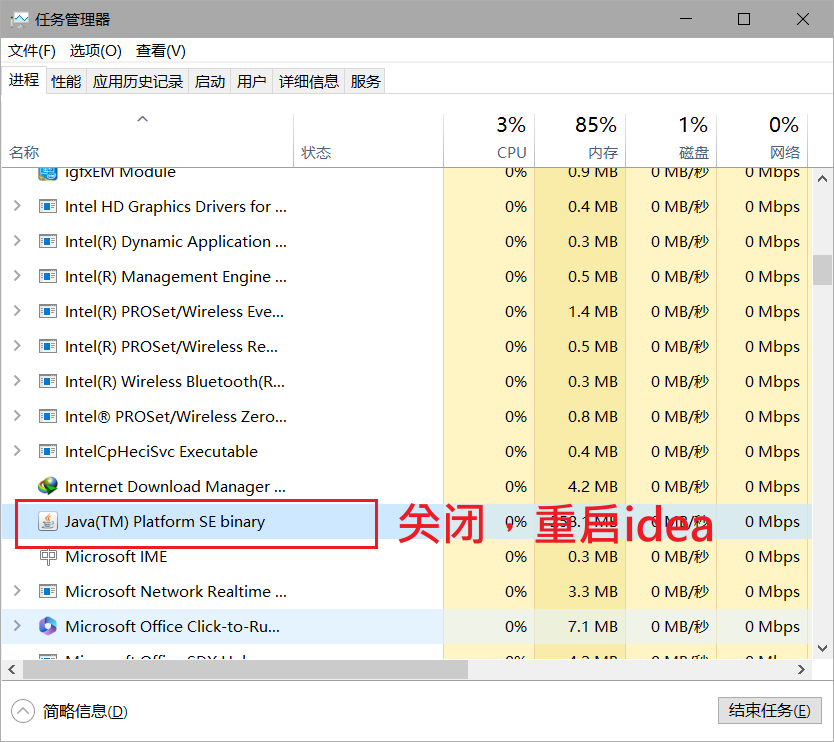 任务管理器
文件(F) 选项(O) 查看(V)
进程 性能 应用历史记录 启动 用户 详细信息 服务
3% 85% 1% 0%
名称 状态 CPU 内存 磁盘 网络
igfxEM Module 0% 0.9 MB 0 MB/秒 0 Mbps
Intel HD Graphics Drivers for ... 0% 0.4 MB 0 MB/秒 0 Mbps
Intel(R) Dynamic Application ... 0% 0.3 MB 0 MB/秒 0 Mbps
Intel(R) Management Engine ... 0% 0.5 MB 0 MB/秒 0 Mbps
Intel(R) PROSet/Wireless Eve... 0% 1.4 MB 0 MB/秒 0 Mbps
Intel(R) PROSet/Wireless Re... 0% 0.5 MB 0 MB/秒 0 Mbps
Intel(R) Wireless Bluetooth(R... 0% 0.3 MB 0 MB/秒 0 Mbps
Intel® PROSet/Wireless Zero... 0% 0.8 MB 0 MB/秒 0 Mbps
IntelCpHeciSvc Executable 0% 0.4 MB 0 MB/秒 0 Mbps
Internet Download Manager ... 0% 4.2 MB 0 MB/秒 0 Mbps
Java(TM) Platform SE binary 0% 258.1 MB 0 MB/秒 0 Mbps
关闭，重启idea
Microsoft IME 0% 0.3 MB 0 MB/秒 0 Mbps
Microsoft Network Realtime ... 0% 3.3 MB 0 MB/秒 0 Mbps
Microsoft Office Click-to-Ru... 0% 7.1 MB 0 MB/秒 0 Mbps
简略信息(D) 结束任务(E)